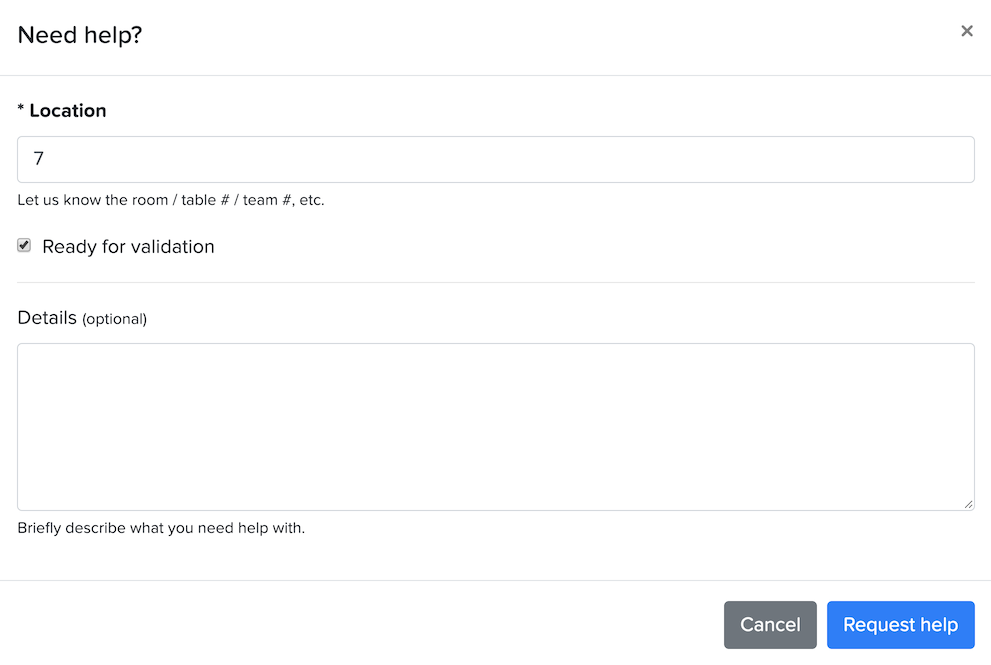 Need help?
×
* Location
7
Let us know the room / table # / team #, etc.
Ready for validation
Details (optional)
Briefly describe what you need help with.
Cancel Request help